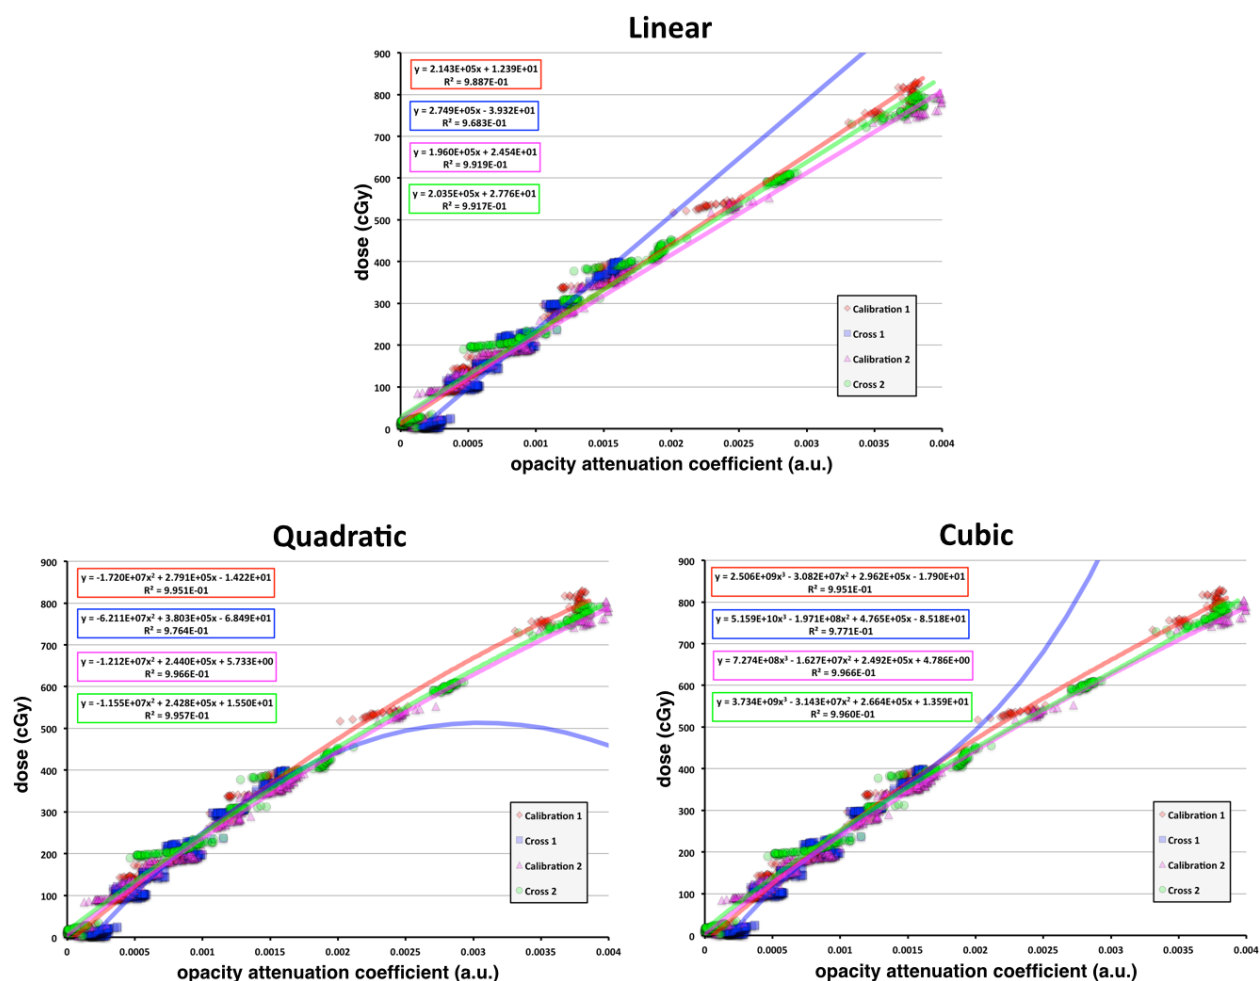 Linear
y = 2.143E+05x + 1.239E+01
R² = 9.887E-01
y = 2.749E+05x - 3.932E+01
R² = 9.683E-01
y = 1.960E+05x + 2.454E+01
R² = 9.919E-01
y = 2.035E+05x + 2.776E+01
R² = 9.917E-01
900
800
700
600
500
400
300
200
100
0
dose (cGy)
0 0.0005 0.001 0.0015 0.002 0.0025 0.003 0.0035 0.004
opacity attenuation coefficient (a.u.)
Calibration 1
Cross 1
Calibration 2
Cross 2
Quadratic
y = -1.720E+07x² + 2.791E+05x - 1.422E+01
R² = 9.951E-01
y = -6.211E+07x² + 3.803E+05x - 6.849E+01
R² = 9.764E-01
y = -1.212E+07x² + 2.440E+05x + 5.733E+00
R² = 9.966E-01
y = -1.155E+07x² + 2.428E+05x + 1.550E+01
R² = 9.957E-01
900
800
700
600
500
400
300
200
100
0
dose (cGy)
0 0.0005 0.001 0.0015 0.002 0.0025 0.003 0.0035 0.004
opacity attenuation coefficient (a.u.)
Calibration 1
Cross 1
Calibration 2
Cross 2
Cubic
y = 2.506E+09x³ - 3.082E+07x² + 2.962E+05x - 1.790E+01
R² = 9.951E-01
y = 5.159E+10x³ - 1.971E+08x² + 4.765E+05x - 8.518E+01
R² = 9.771E-01
y = 7.274E+08x³ - 1.627E+07x² + 2.492E+05x + 4.786E+00
R² = 9.966E-01
y = 3.734E+09x³ - 3.143E+07x² + 2.664E+05x + 1.359E+01
R² = 9.960E-01
900
800
700
600
500
400
300
200
100
0
dose (cGy)
0 0.0005 0.001 0.0015 0.002 0.0025 0.003 0.0035 0.004
opacity attenuation coefficient (a.u.)
Calibration 1
Cross 1
Calibration 2
Cross 2